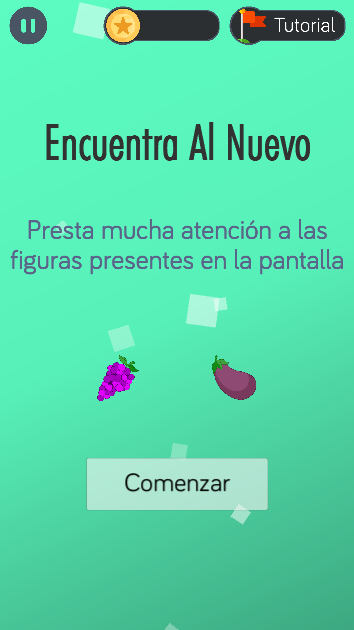 Tutorial
Encuentra Al Nuevo
Presta mucha atención a las
figuras presentes en la pantalla
Comenzar